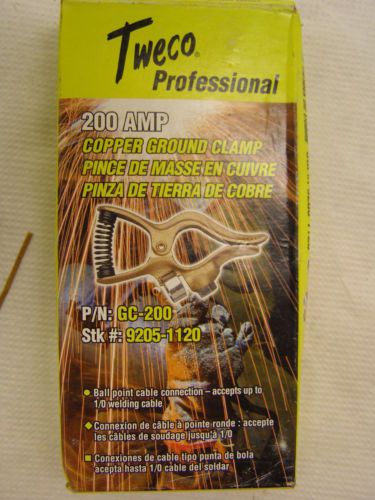 Tweco®
Professional
200 AMP
COPPER GROUND CLAMP
PINCE DE MASSE EN CUIVRE
PINZA DE TIERRA DE COBRE
P/N: GC-200
Stk #: 9205-1120
Ball point cable connection – accepts up to
1/0 welding cable
Connexion de câble à pointe ronde : accepte
les câbles de soudage jusqu'à 1/0
Conexiones de cable tipo punta de bola
acepta hasta 1/0 cable del soldar